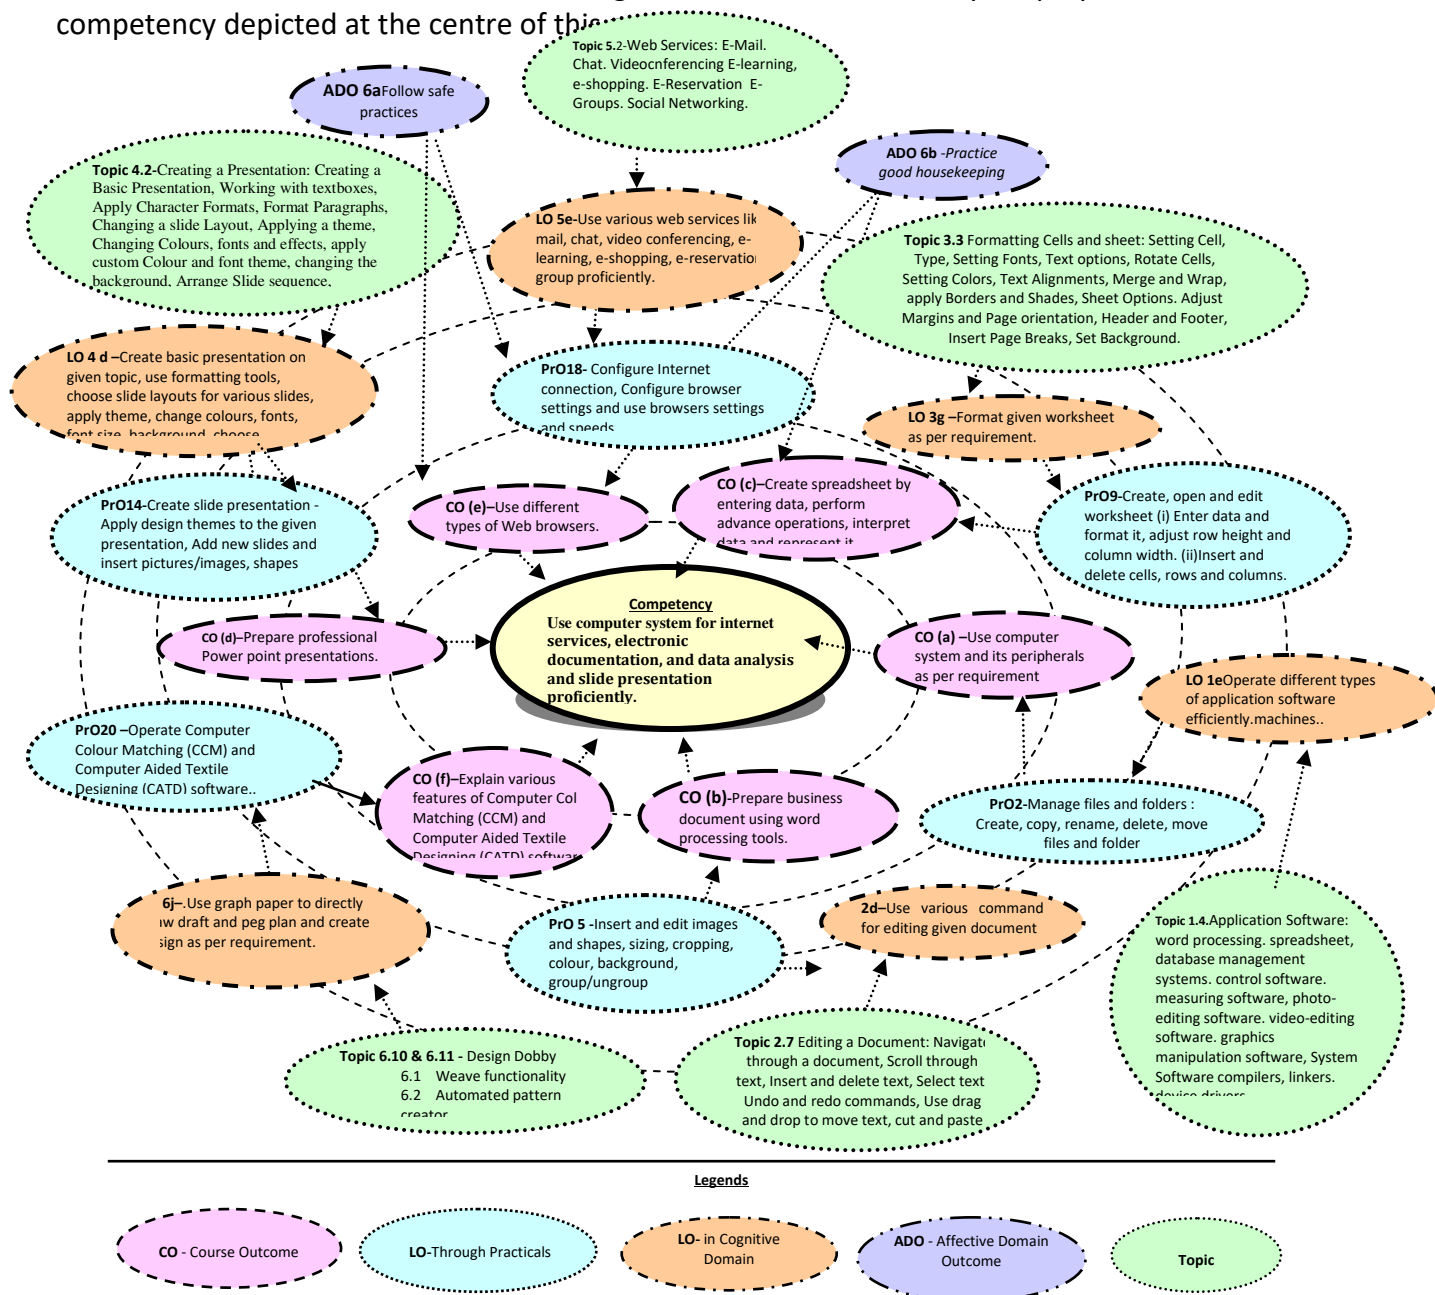 competency depicted at the centre of this
Topic 5.2-Web Services: E-Mail.
Chat. Videocnferencing E-learning,
e-shopping. E-Reservation E-
Groups. Social Networking.
ADO 6aFollow safe
practices
ADO 6b -Practice
good housekeeping
Topic 4.2-Creating a Presentation: Creating a
Basic Presentation, Working with textboxes,
Apply Character Formats, Format Paragraphs,
Changing a slide Layout, Applying a theme,
Changing Colours, fonts and effects, apply
custom Colour and font theme, changing the
background, Arrange Slide sequence,
LO 5e-Use various web services lik
mail, chat, video conferencing, e-
learning, e-shopping, e-reservation
group proficiently.
Topic 3.3 Formatting Cells and sheet: Setting Cell,
Type, Setting Fonts, Text options, Rotate Cells,
Setting Colors, Text Alignments, Merge and Wrap,
apply Borders and Shades, Sheet Options. Adjust
Margins and Page orientation, Header and Footer,
Insert Page Breaks, Set Background.
LO 4 d –Create basic presentation on
given topic, use formatting tools,
choose slide layouts for various slides,
apply theme, change colours, fonts,
font size, background, choose
PrO18- Configure Internet
connection, Configure browser
settings and use browsers settings
and speeds
LO 3g –Format given worksheet
as per requirement.
PrO14-Create slide presentation -
Apply design themes to the given
presentation, Add new slides and
insert pictures/images, shapes
CO (e)–Use different
types of Web browsers.
CO (c)–Create spreadsheet by
entering data, perform
advance operations, interpret
data and represent it
PrO9-Create, open and edit
worksheet (i) Enter data and
format it, adjust row height and
column width. (ii)Insert and
delete cells, rows and columns.
CO (d)–Prepare professional
Power point presentations.
Competency
Use computer system for internet
services, electronic
documentation, and data analysis
and slide presentation
proficiently.
CO (a) –Use computer
system and its peripherals
as per requirement
LO 1eOperate different types
of application software
efficiently.machines..
PrO20 –Operate Computer
Colour Matching (CCM) and
Computer Aided Textile
Designing (CATD) software..
CO (f)–Explain various
features of Computer Col
Matching (CCM) and
Computer Aided Textile
Designing (CATD) softwar
CO (b)-Prepare business
document using word
processing tools.
PrO2-Manage files and folders :
Create, copy, rename, delete, move
files and folder
6j–.Use graph paper to directly
aw draft and peg plan and create
sign as per requirement.
PrO 5 -Insert and edit images
and shapes, sizing, cropping,
colour, background,
group/ungroup
2d–Use various command
for editing given document
Topic 1.4.Application Software:
word processing. spreadsheet,
database management
systems. control software.
measuring software, photo-
editing software. video-editing
software. graphics
manipulation software, System
Software compilers, linkers.
device drivers
Topic 6.10 & 6.11 - Design Dobby
6.1 Weave functionality
6.2 Automated pattern
creator
Topic 2.7 Editing a Document: Navigate
through a document, Scroll through
text, Insert and delete text, Select text
Undo and redo commands, Use drag
and drop to move text, cut and paste
Legends
CO - Course Outcome
LO-Through Practicals
LO- in Cognitive
Domain
ADO - Affective Domain
Outcome
Topic